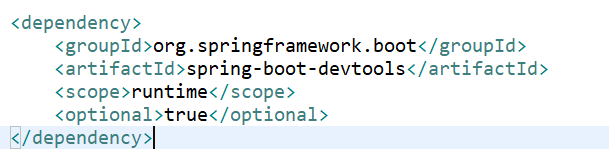 <dependency>
    <groupId>org.springframework.boot</groupId>
    <artifactId>spring-boot-devtools</artifactId>
    <scope>runtime</scope>
    <optional>true</optional>
</dependency>